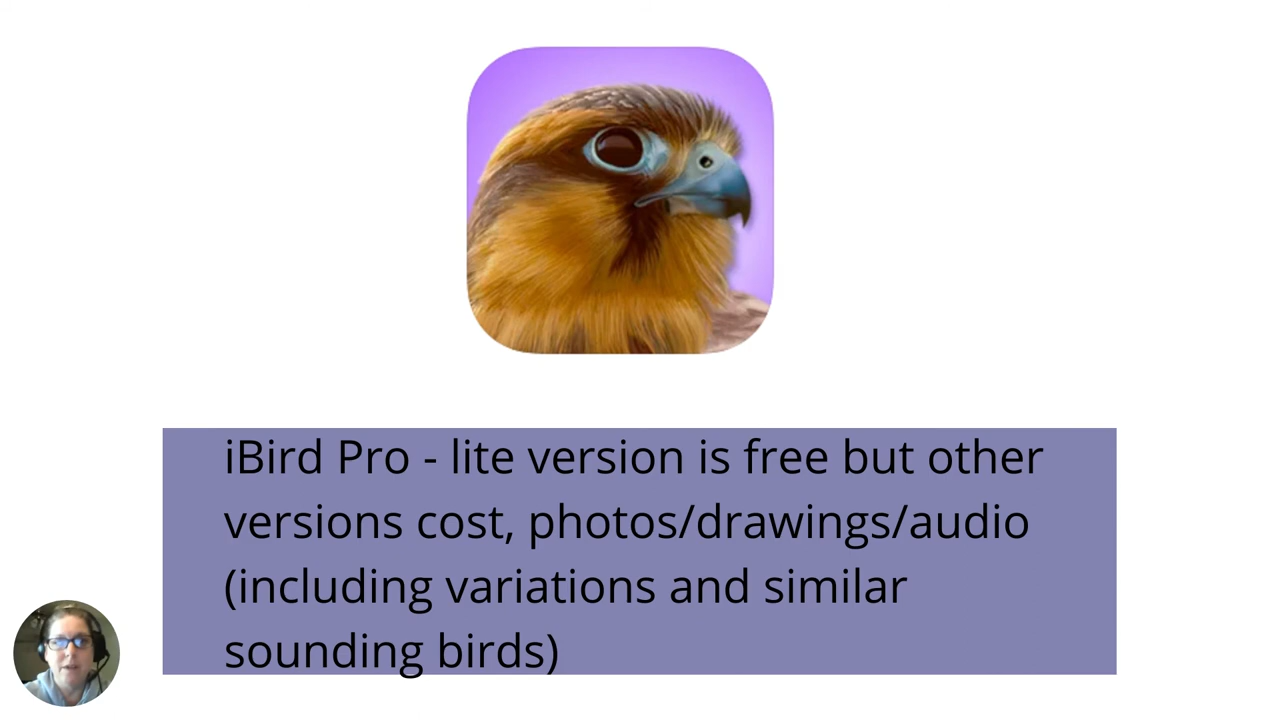 iBird Pro - lite version is free but other
versions cost, photos/drawings/audio
(including variations and similar
sounding birds)